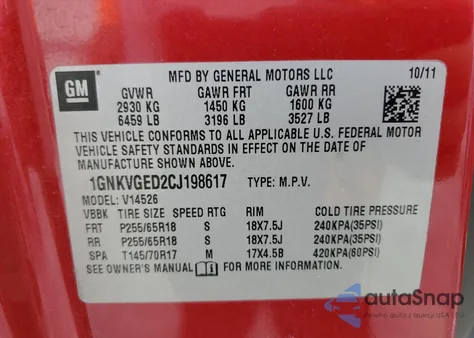 GM
MFD BY GENERAL MOTORS LLC 10/11
GVWR GAWR FRT GAWR RR
2930 KG 1450 KG 1600 KG
6459 LB 3196 LB 3527 LB
THIS VEHICLE CONFORMS TO ALL APPLICABLE U.S. FEDERAL MOTOR
VEHICLE SAFETY STANDARDS IN EFFECT ON THE DATE OF
MANUFACTURE SHOWN ABOVE.
1GNKVGED2CJ198617 TYPE: M.P.V.
MODEL: V14526
VBBK TIRE SIZE SPEED RTG RIM COLD TIRE PRESSURE
FRT P255/65R18 S 18X7.5J 240KPA(35PSI)
RR P255/65R18 S 18X7.5J 240KPA(35PSI)
SPA T145/70R17 M 17X4.5B 420KPA(60PSI)
SEE OWNER'S MANUAL FOR MORE INFORMATION
autaSnap